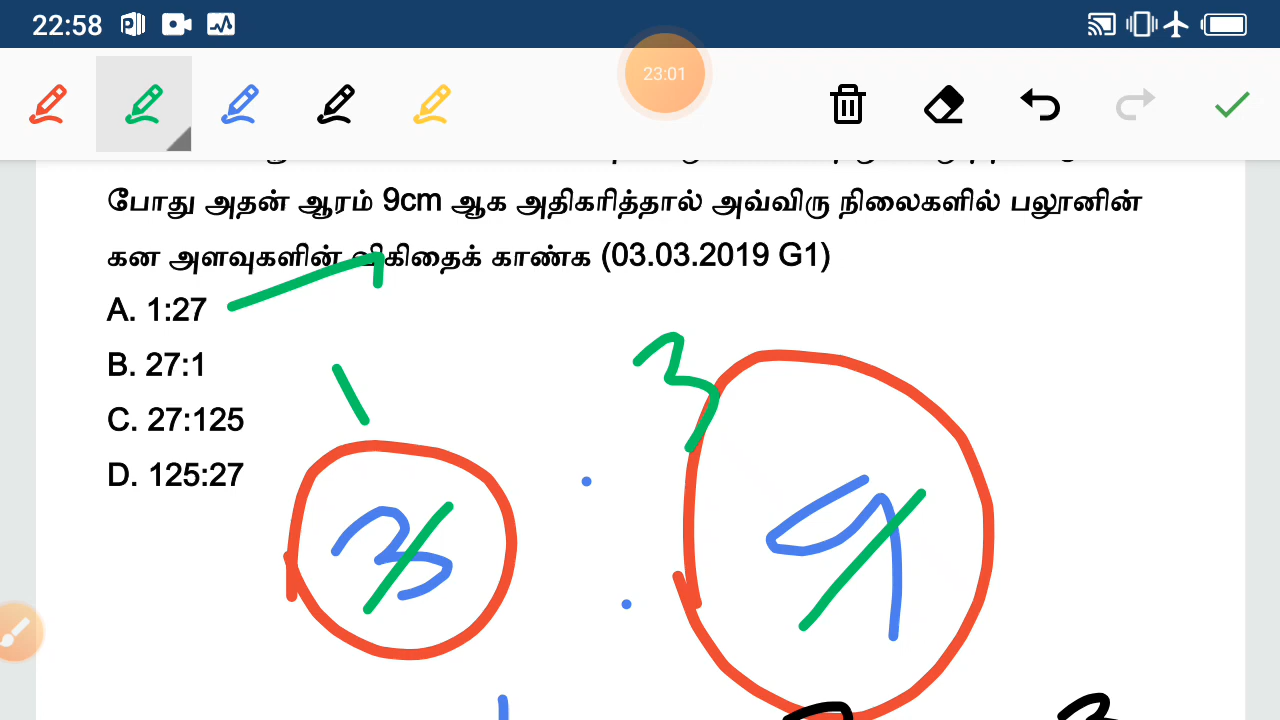 22:58
23:01
போது அதன் ஆரம் 9cm ஆக அதிகரித்தால் அவ்விரு நிலைகளில் பலூனின்
கன அளவுகளின் விகிதைக் காண்க (03.03.2019 G1)
A. 1:27
B. 27:1
C. 27:125
D. 125:27
1
3
3 : 9